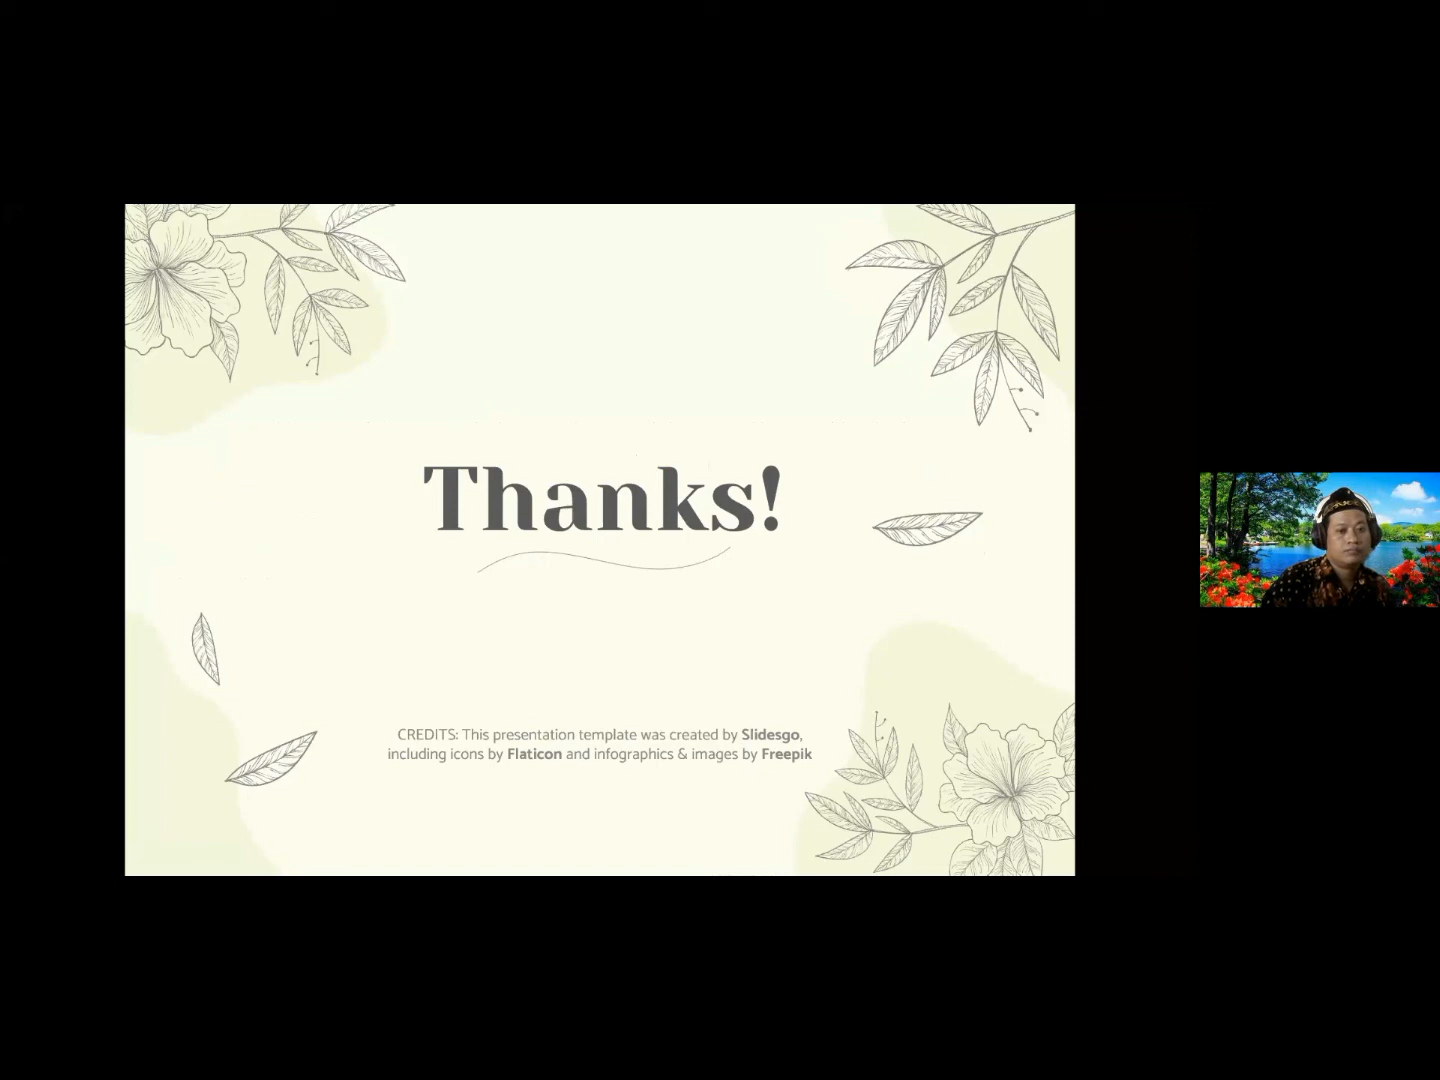 Thanks!
CREDITS: This presentation template was created by Slidesgo,
including icons by Flaticon and infographics & images by Freepik